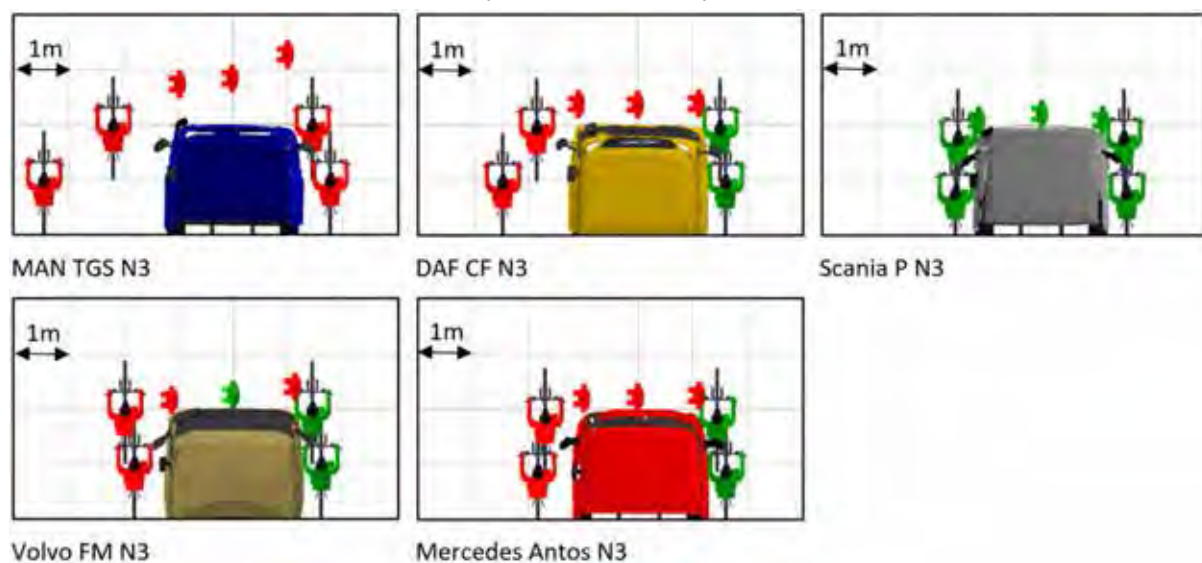 1m
1m
1m
MAN TGS N3
DAF CF N3
Scania P N3
1m
1m
Volvo FM N3
Mercedes Antos N3